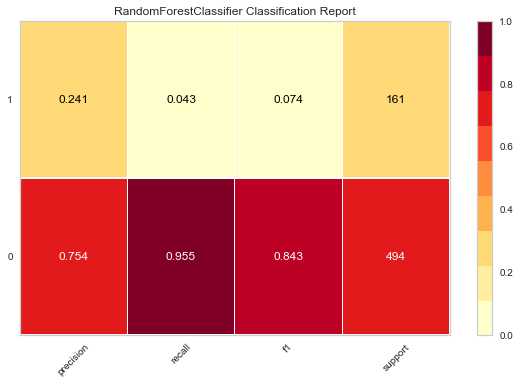 RandomForestClassifier Classification Report
1 0.241 0.043 0.074 161
0 0.754 0.955 0.843 494
precision recall f1 support
1.0
0.8
0.6
0.4
0.2
0.0